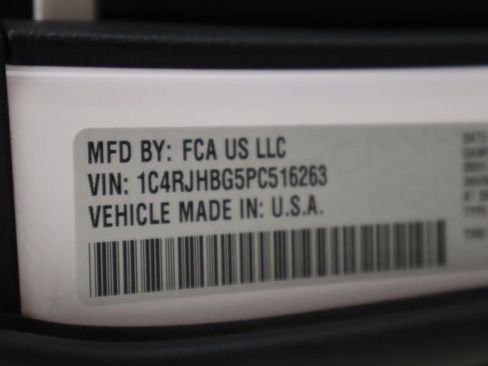 MFD BY: FCA US LLC
VIN: 1C4RJHBG5PC516263
VEHICLE MADE IN: U.S.A.